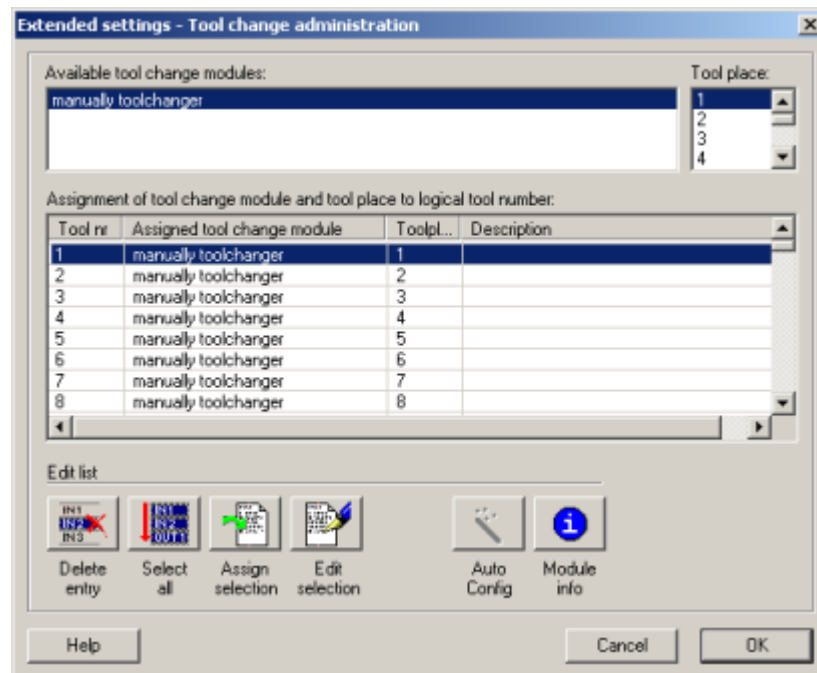 Extended settings - Tool change administration
Available tool change modules: Tool place:
manually toolchanger 1
2
3
4
Assignment of tool change module and tool place to logical tool number:
Tool nr Assigned tool change module Toolpl... Description
1 manually toolchanger 1
2 manually toolchanger 2
3 manually toolchanger 3
4 manually toolchanger 4
5 manually toolchanger 5
6 manually toolchanger 6
7 manually toolchanger 7
8 manually toolchanger 8
Edit list
IN1 IN1
IN2 IN2
IN3 OUT1
Delete entry Select all Assign selection Edit selection Auto Config Module info
Help Cancel OK